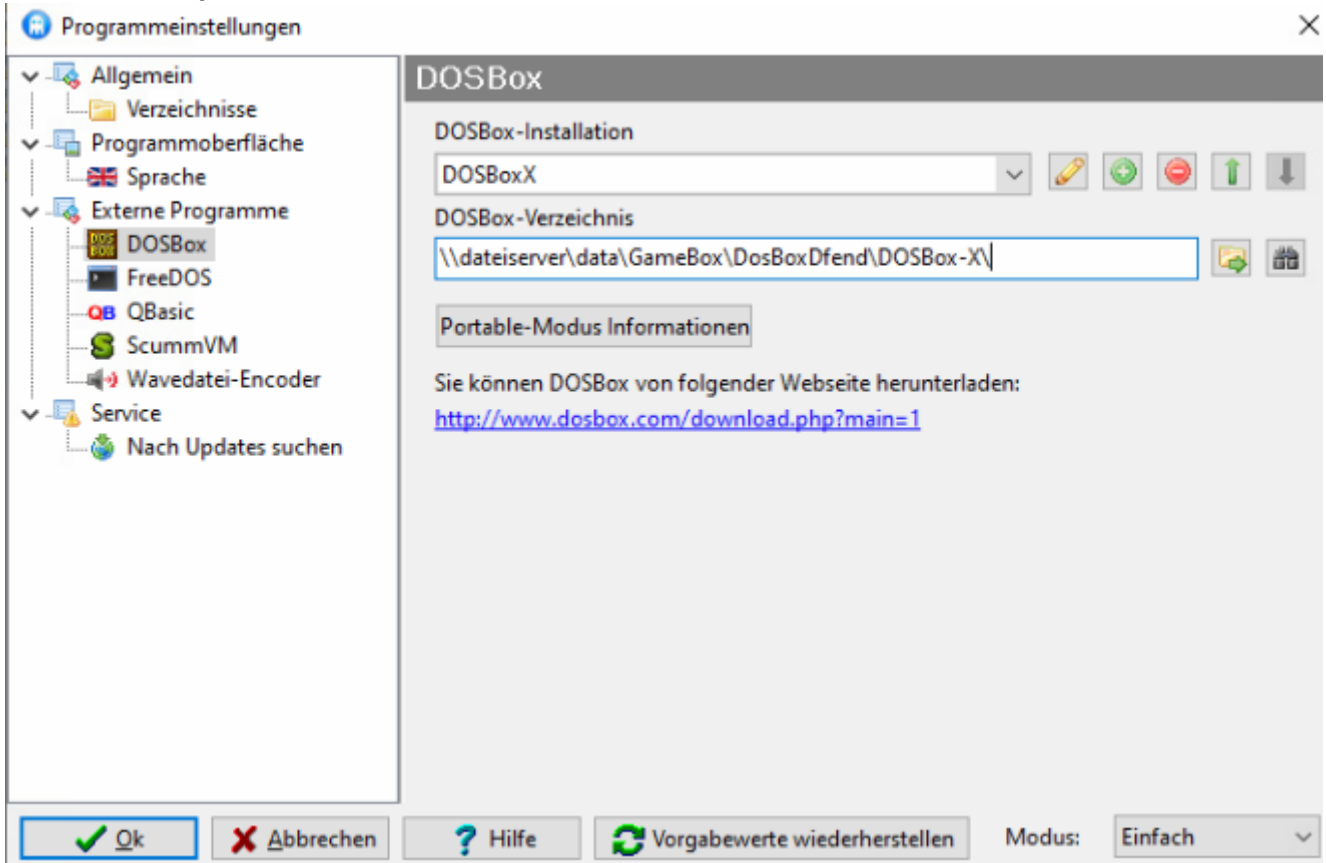 Programmeinstellungen
Allgemein
Verzeichnisse
Programmoberfläche
Sprache
Externe Programme
DOSBox
FreeDOS
QBasic
ScummVM
Wavedatei-Encoder
Service
Nach Updates suchen
DOSBox
DOSBox-Installation
DOSBoxX
DOSBox-Verzeichnis
\\dateiserver\data\GameBox\DosBoxDfend\DOSBox-X\
Portable-Modus Informationen
Sie können DOSBox von folgender Webseite herunterladen:
http://www.dosbox.com/download.php?main=1
Ok Abbrechen Hilfe Vorgabewerte wiederherstellen Modus: Einfach